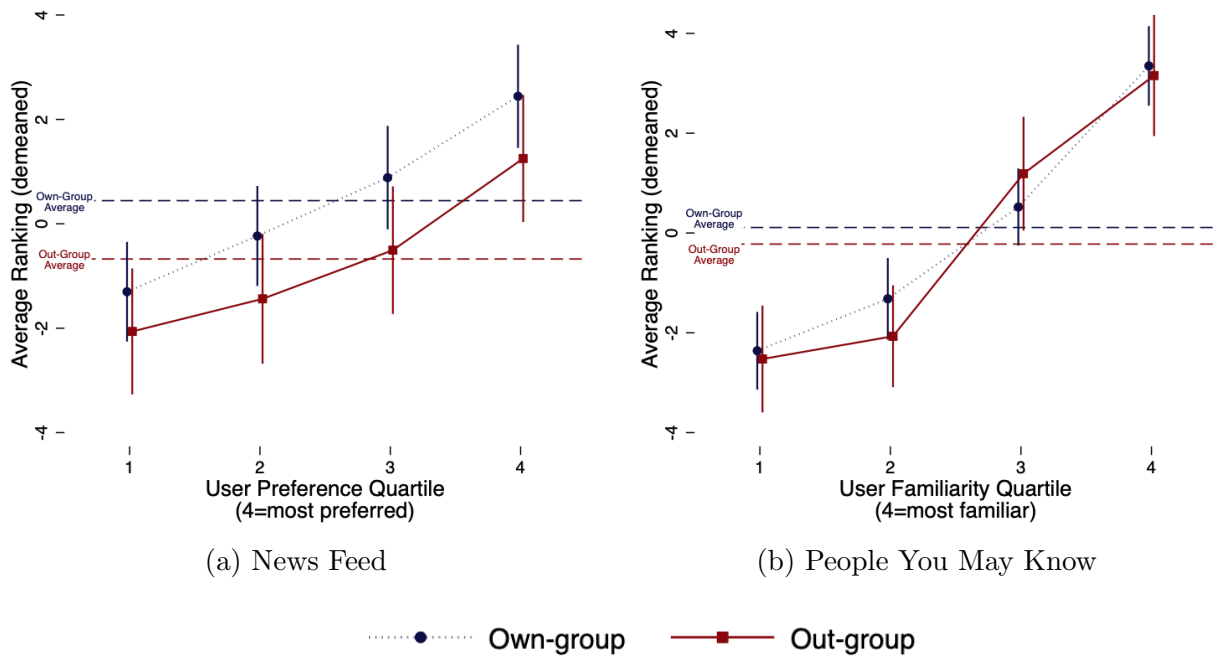 4
2
0
-2
-4
Average Ranking (demeaned)
Own-Group
Average
Out-Group
Average
1 2 3 4
User Preference Quartile
(4=most preferred)
(a) News Feed
4
2
0
-2
-4
Average Ranking (demeaned)
Own-Group
Average
Out-Group
Average
1 2 3 4
User Familiarity Quartile
(4=most familiar)
(b) People You May Know
Own-group
Out-group